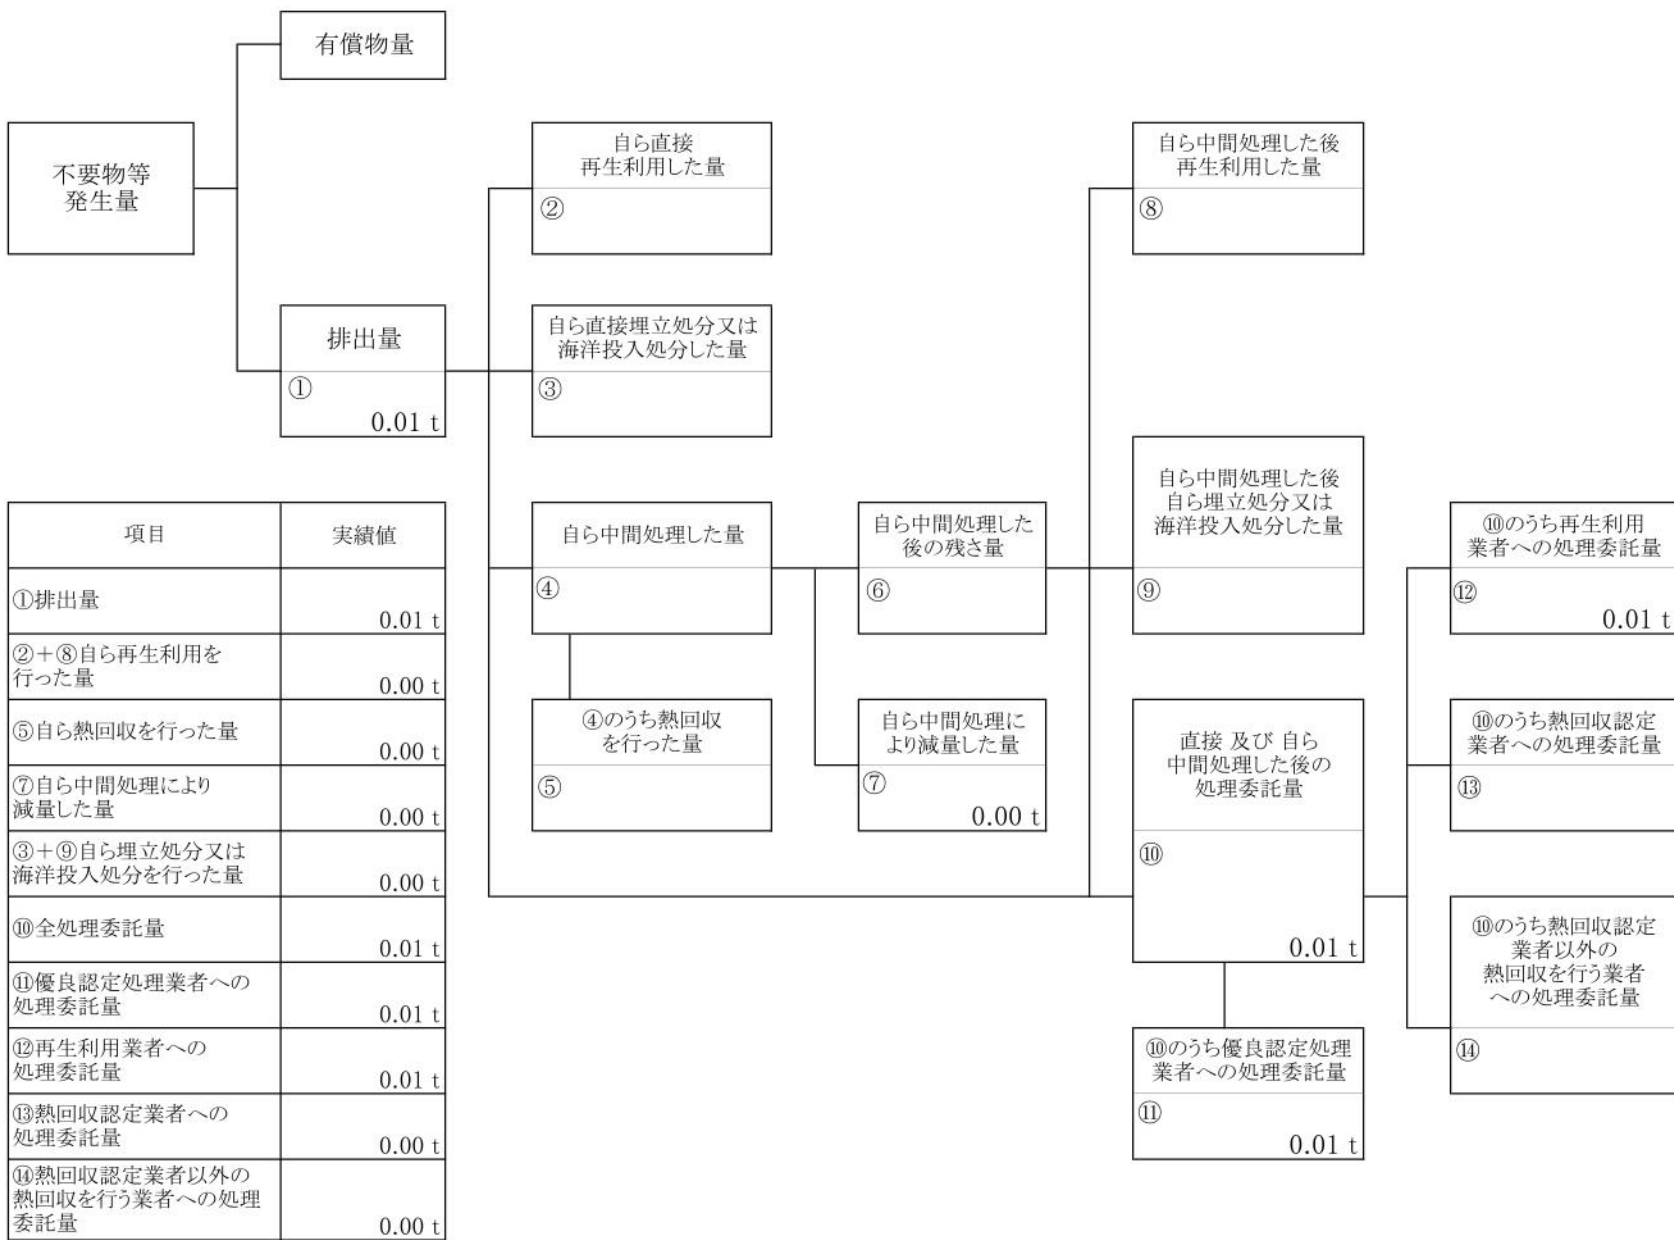 有償物量
不要物等
発生量
自ら直接
再生利用した量
②
自ら中間処理した後
再生利用した量
⑧
排出量
①
0.01 t
自ら直接埋立処分又は
海洋投入処分した量
③
自ら中間処理した量
④
自ら中間処理した
後の残さ量
⑥
自ら中間処理した後
自ら埋立処分又は
海洋投入処分した量
⑨
⑩のうち再生利用
業者への処理委託量
⑫
0.01 t
④のうち熱回収
を行った量
⑤
自ら中間処理に
より減量した量
⑦
0.00 t
直接 及び 自ら
中間処理した後の
処理委託量
⑩
0.01 t
⑩のうち熱回収認定
業者への処理委託量
⑬
⑩のうち熱回収認定
業者以外の
熱回収を行う業者
への処理委託量
⑭
⑩のうち優良認定処理
業者への処理委託量
⑪
0.01 t
項目 実績値
①排出量
0.01 t
②＋⑧自ら再生利用を
行った量
0.00 t
⑤自ら熱回収を行った量
0.00 t
⑦自ら中間処理により
減量した量
0.00 t
③＋⑨自ら埋立処分又は
海洋投入処分を行った量
0.00 t
⑩全処理委託量
0.01 t
⑪優良認定処理業者への
処理委託量
0.01 t
⑫再生利用業者への
処理委託量
0.01 t
⑬熱回収認定業者への
処理委託量
0.00 t
⑭熱回収認定業者以外の
熱回収を行う業者への処理
委託量
0.00 t